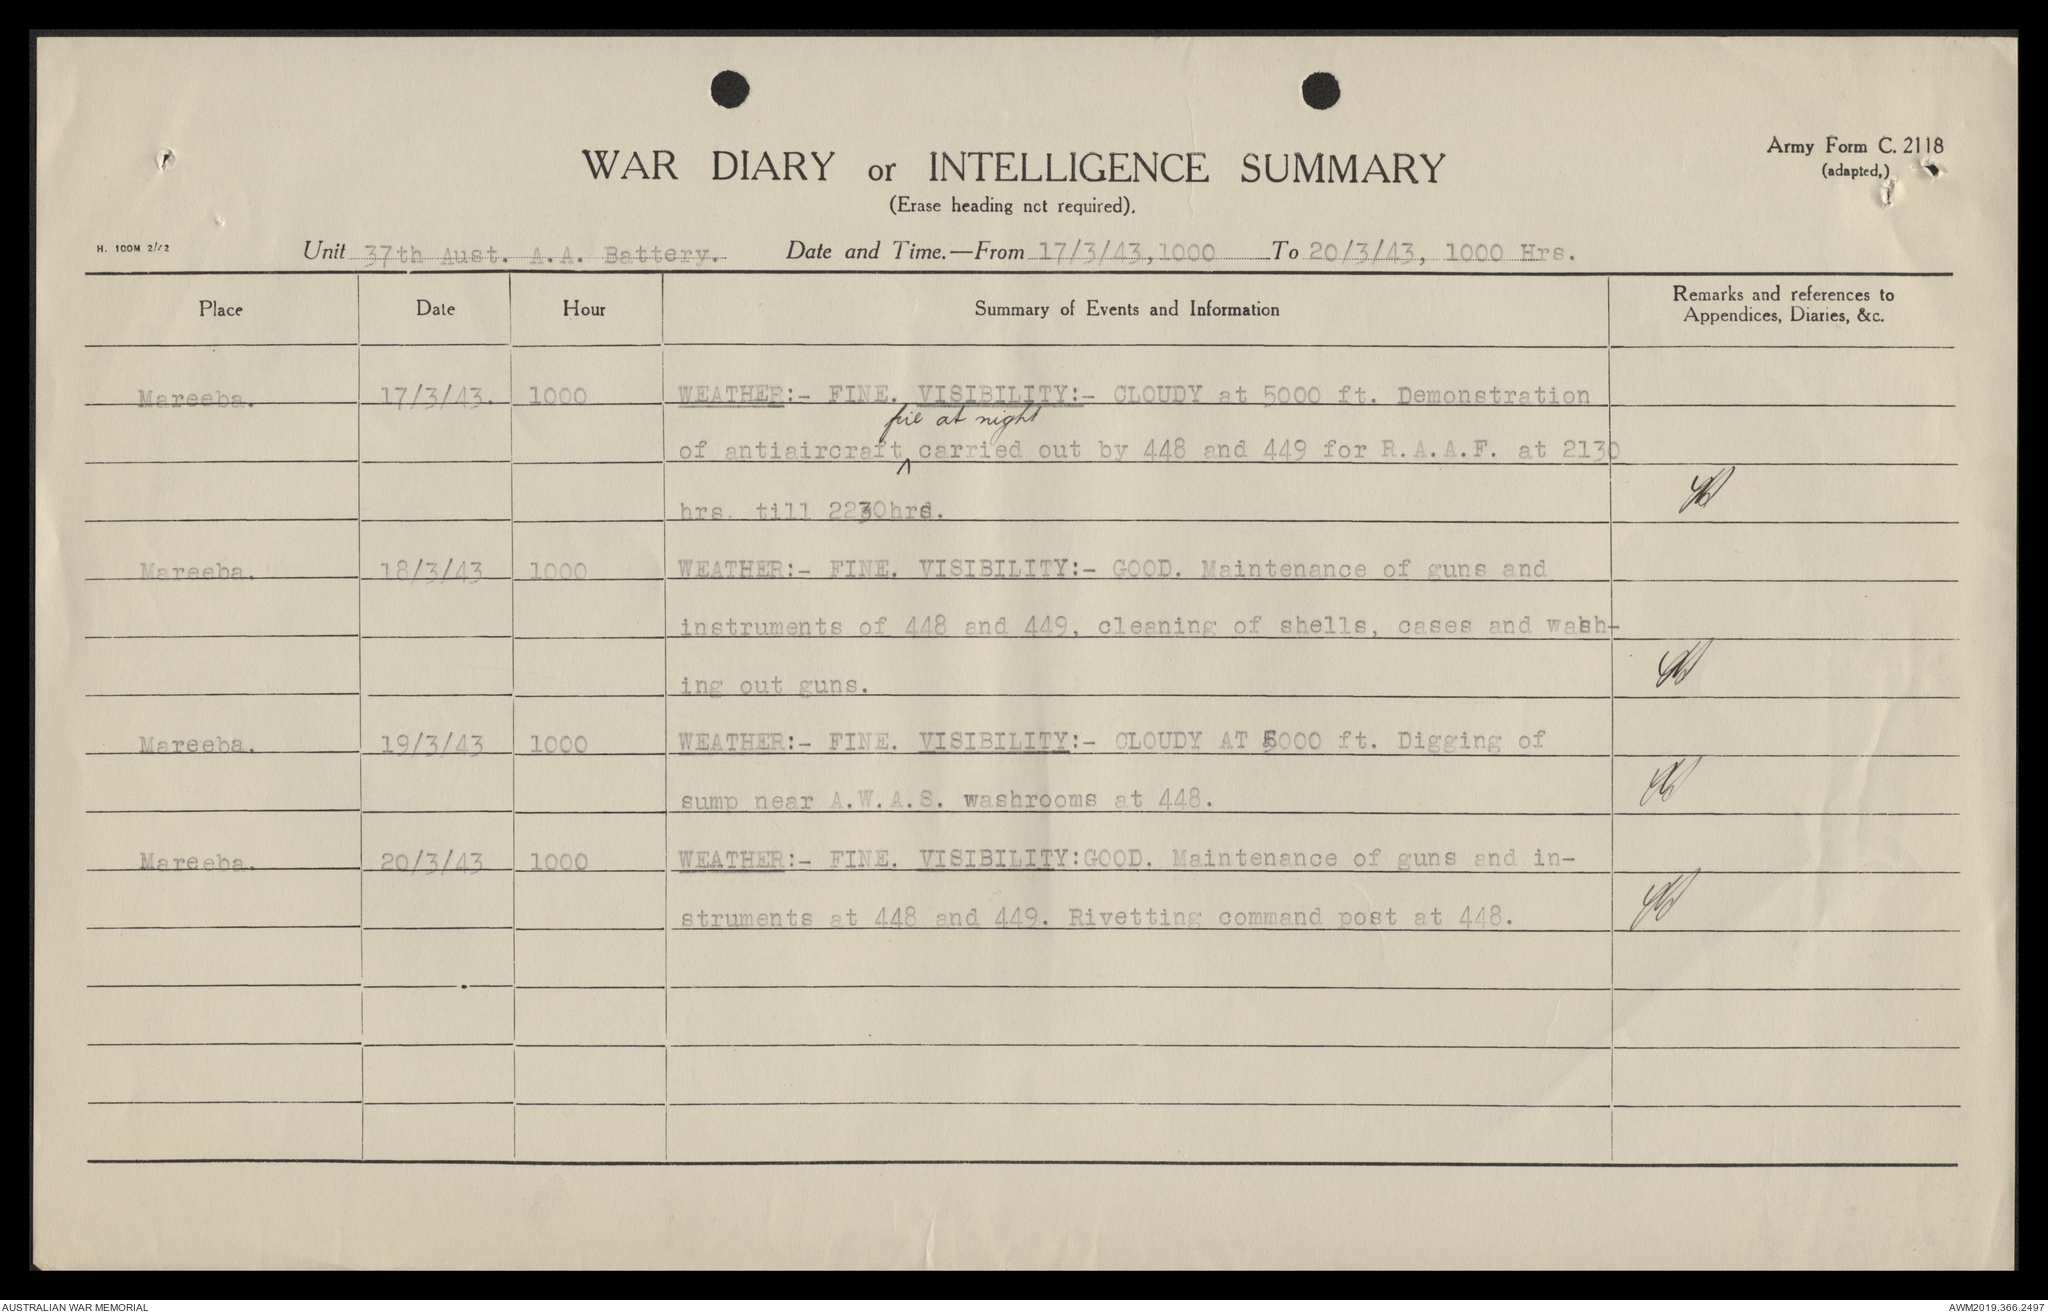 Army Form C. 2118
(adapted,)
WAR DIARY or INTELLIGENCE SUMMARY
(Erase heading not required).
H. 100M 2/42
Unit 37th Aust. A.A. Battery. Date and Time.—From 17/3/43,1000 To 20/3/43, 1000 Hrs.
Place Date Hour Summary of Events and Information Remarks and references to
Appendices, Diaries, &c.
Mareeba. 17/3/43. 1000 WEATHER:- FINE. VISIBILITY:- CLOUDY at 5000 ft. Demonstration
fire at night
of antiaircraft ^ carried out by 448 and 449 for R.A.A.F. at 2130
hrs. till 2230hrs.
Mareeba. 18/3/43 1000 WEATHER:- FINE. VISIBILITY:- GOOD. Maintenance of guns and
instruments of 448 and 449, cleaning of shells, cases and wash-
ing out guns.
Mareeba. 19/3/43 1000 WEATHER:- FINE. VISIBILITY:- CLOUDY AT 5000 ft. Digging of
sump near A.W.A.S. washrooms at 448.
Mareeba. 20/3/43 1000 WEATHER:- FINE. VISIBILITY:GOOD. Maintenance of guns and in-
struments at 448 and 449. Rivetting command post at 448.
AUSTRALIAN WAR MEMORIAL
AWM2019.366.2497